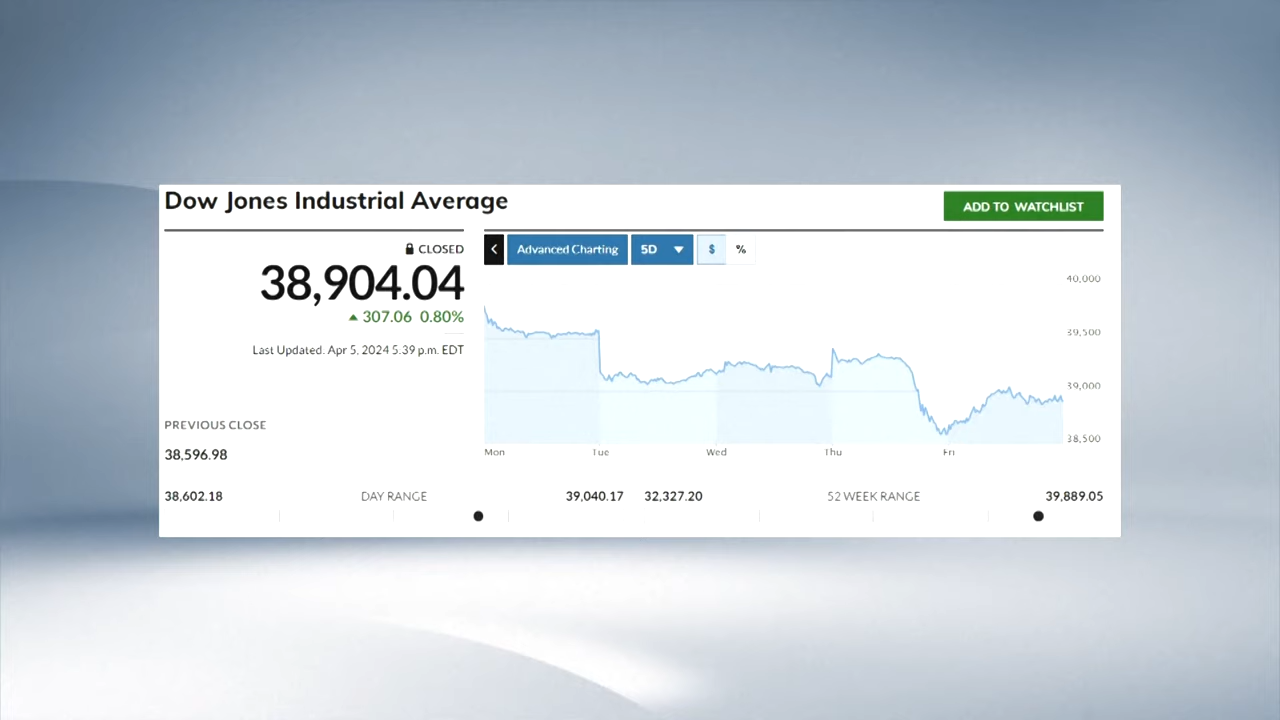 Dow Jones Industrial Average
ADD TO WATCHLIST
CLOSED
38,904.04
307.06 0.80%
Last Updated: Apr 5, 2024 5:39 p.m. EDT
PREVIOUS CLOSE
38,596.98
Advanced Charting 5D $ %
40,000
39,500
39,000
38,500
Mon Tue Wed Thu Fri
38,602.18 DAY RANGE 39,040.17 32,327.20 52 WEEK RANGE 39,889.05